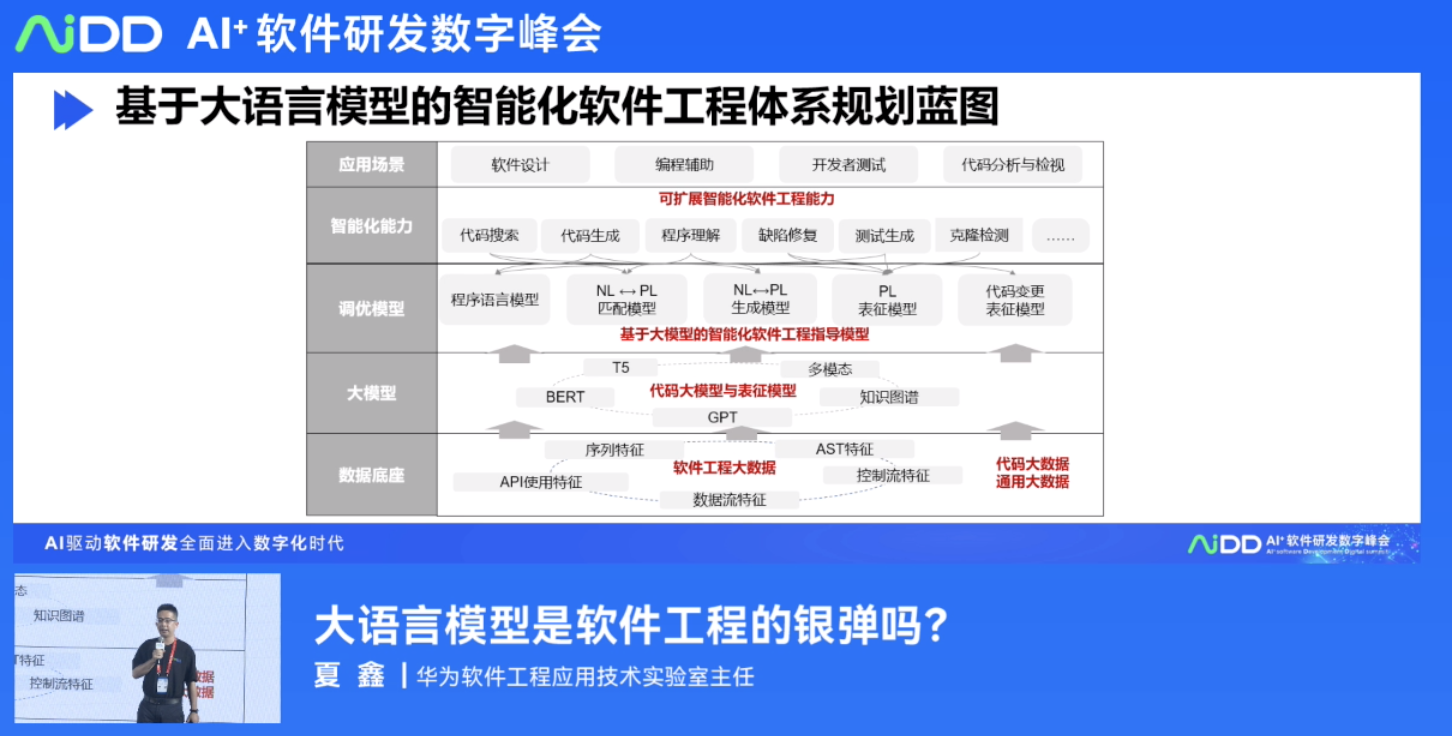 AiDD AI+ 软件研发数字峰会
基于大语言模型的智能化软件工程体系规划蓝图
应用场景 软件设计 编程辅助 开发者测试 代码分析与检视
可扩展智能化软件工程能力
智能化能力 代码搜索 代码生成 程序理解 缺陷修复 测试生成 克隆检测 ......
调优模型 程序语言模型
NL ↔ PL
匹配模型
NL↔PL
生成模型
PL
表征模型
代码变更
表征模型
基于大模型的智能化软件工程指导模型
大模型
T5
多模态
BERT
代码大模型与表征模型
知识图谱
GPT
数据底座
序列特征
AST特征
软件工程大数据
API使用特征
控制流特征
数据流特征
代码大数据
通用大数据
AI驱动软件研发全面进入数字化时代
AiDD AI+ 软件研发数字峰会
AI+ software Development Digital summit
态
知识图谱
T特征
控制流特征
数据
数据
大语言模型是软件工程的银弹吗?
夏 鑫 | 华为软件工程应用技术实验室主任